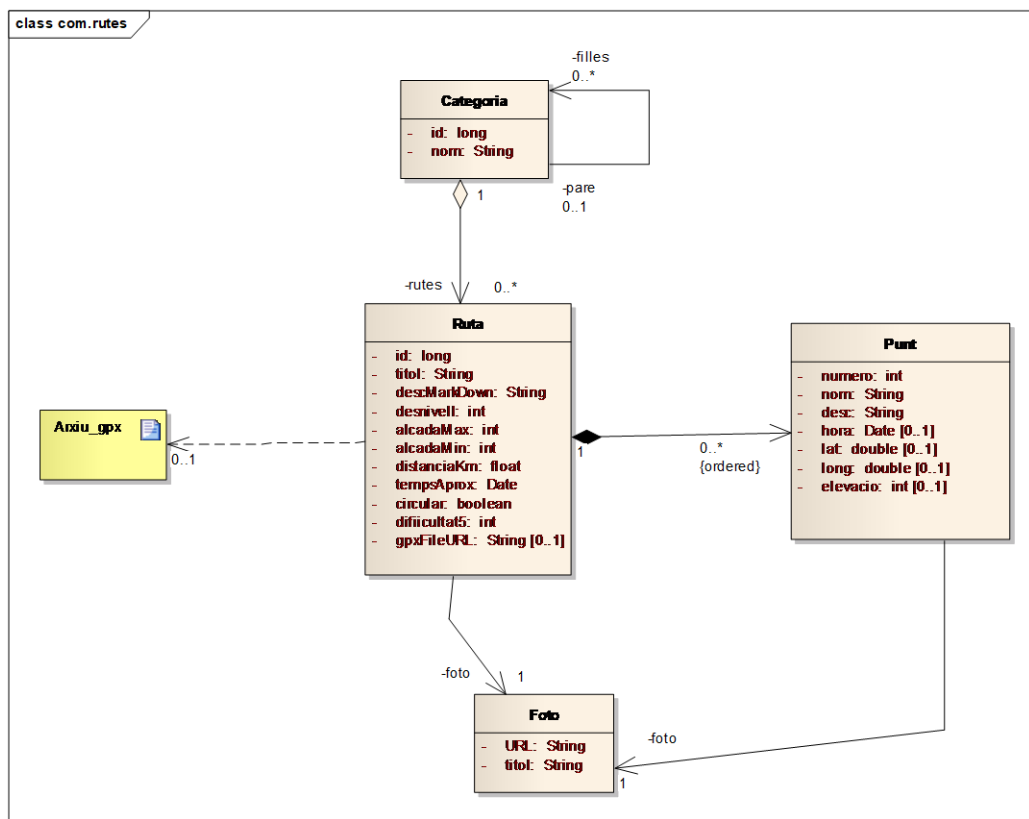 class com.rutes
-filles
0..*
Categoria
- id: long
- nom: String
1
-pare
0..1
-rutes
0..*
Ruta
- id: long
- titol: String
- descMarkDown: String
- desnivell: int
- alcadaMax: int
- alcadaMin: int
- distanciaKm: float
- tempsAprox: Date
- circular: boolean
- difiicultat5: int
- gpxFileURL: String [0..1]
Arxiu_gpx
0..1
1
0..*
{ordered}
Punt
- numero: int
- nom: String
- desc: String
- hora: Date [0..1]
- lat: double [0..1]
- long: double [0..1]
- elevacio: int [0..1]
-foto
1
Foto
- URL: String
- titol: String
-foto
1